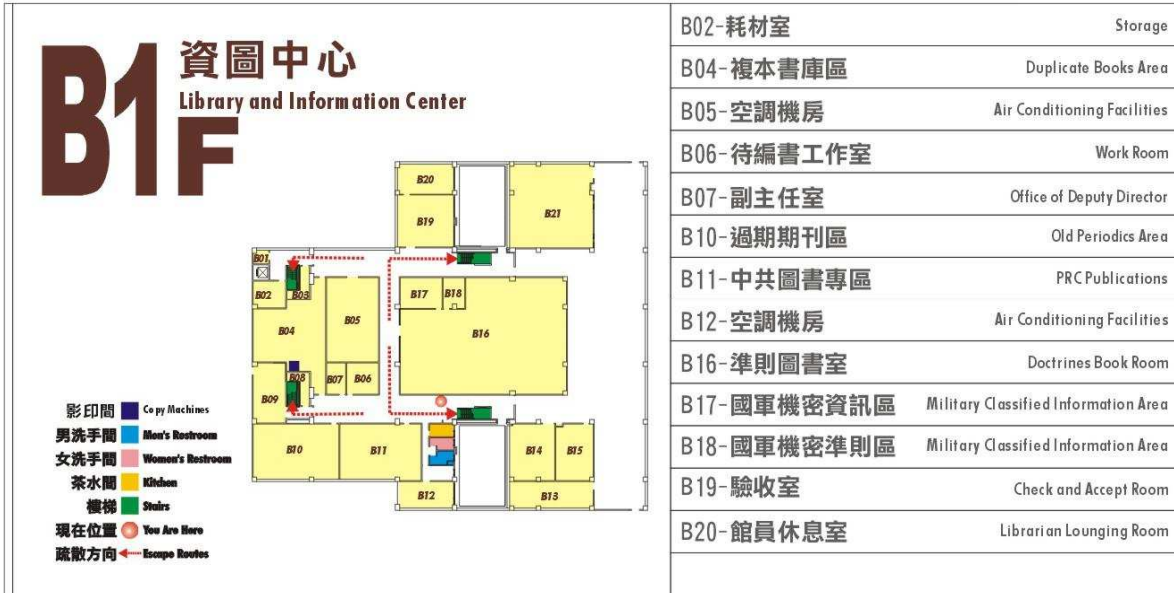 B1F
資圖中心
Library and Information Center
B20
B19
B21
B01
B02
B03
B17
B18
B04
B05
B16
B08
B07
B06
B09
B10
B11
B14
B15
B12
B13
影印間 Copy Machines
男洗手間 Men's Restroom
女洗手間 Women's Restroom
茶水間 Kitchen
樓梯 Stairs
現在位置 You Are Here
疏散方向 Escape Routes
B02-耗材室 Storage
B04-複本書庫區 Duplicate Books Area
B05-空調機房 Air Conditioning Facilities
B06-待編書工作室 Work Room
B07-副主任室 Office of Deputy Director
B10-過期期刊區 Old Periodics Area
B11-中共圖書專區 PRC Publications
B12-空調機房 Air Conditioning Facilities
B16-準則圖書室 Doctrines Book Room
B17-國軍機密資訊區 Military Classified Information Area
B18-國軍機密準則區 Military Classified Information Area
B19-驗收室 Check and Accept Room
B20-館員休息室 Librarian Lounging Room